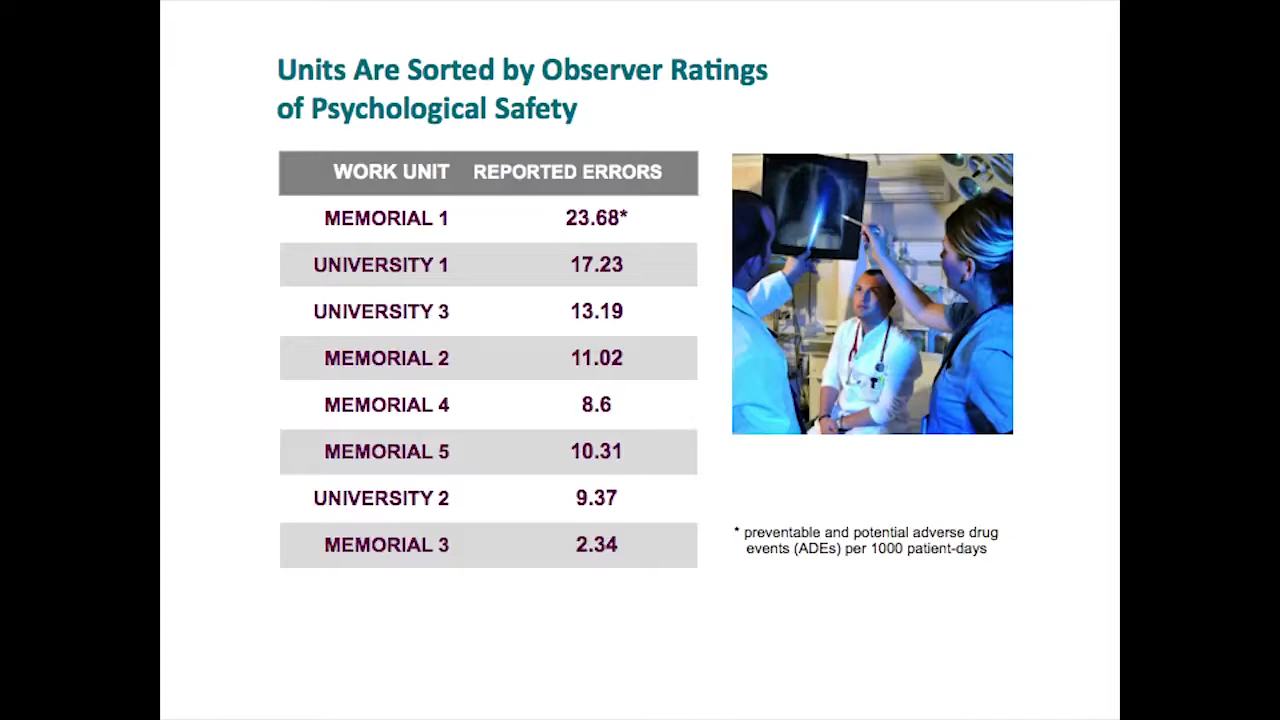 Units Are Sorted by Observer Ratings
of Psychological Safety
WORK UNIT REPORTED ERRORS
MEMORIAL 1 23.68*
UNIVERSITY 1 17.23
UNIVERSITY 3 13.19
MEMORIAL 2 11.02
MEMORIAL 4 8.6
MEMORIAL 5 10.31
UNIVERSITY 2 9.37
MEMORIAL 3 2.34
* preventable and potential adverse drug
events (ADEs) per 1000 patient-days